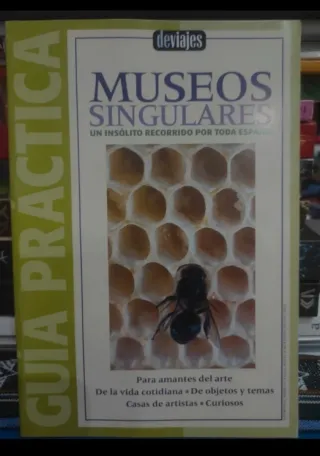 deviajes
GUÍA PRÁCTICA
MUSEOS
SINGULARES
UN INSÓLITO RECORRIDO POR TODA
Para amantes del arte
De la vida cotidiana • De objetos y temas
Casas de artistas • Curiosos